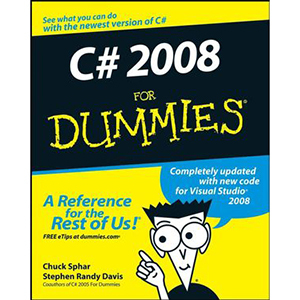 See what you can do
with the newest version of C#
C# 2008
FOR
DUMMIES®
Completely updated
with new code
for Visual Studio®
2008
A Reference
for the
Rest of Us!®
FREE eTips at dummies.com®
Chuck Sphar
Stephen Randy Davis
Coauthors of C# 2005 For Dummies